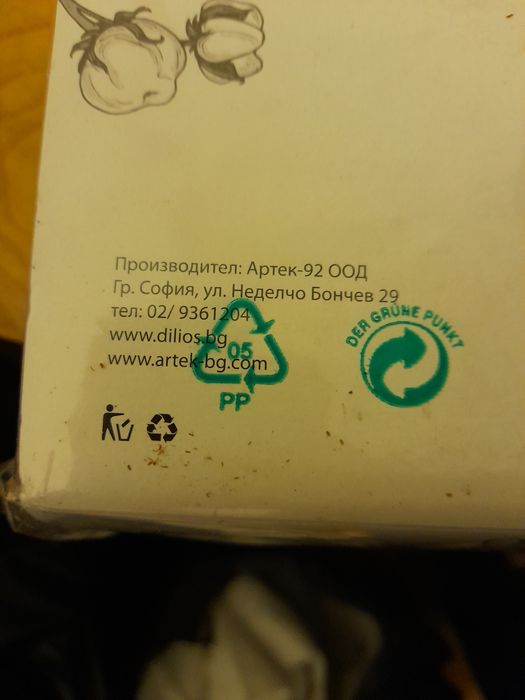 Производител: Артек-92 ООД
Гр. София, ул. Неделчо Бончев 29
тел: 02/ 9361204
www.dilios.bg
www.artek-bg.com
05
PP
DER GRÜNE PUNKT